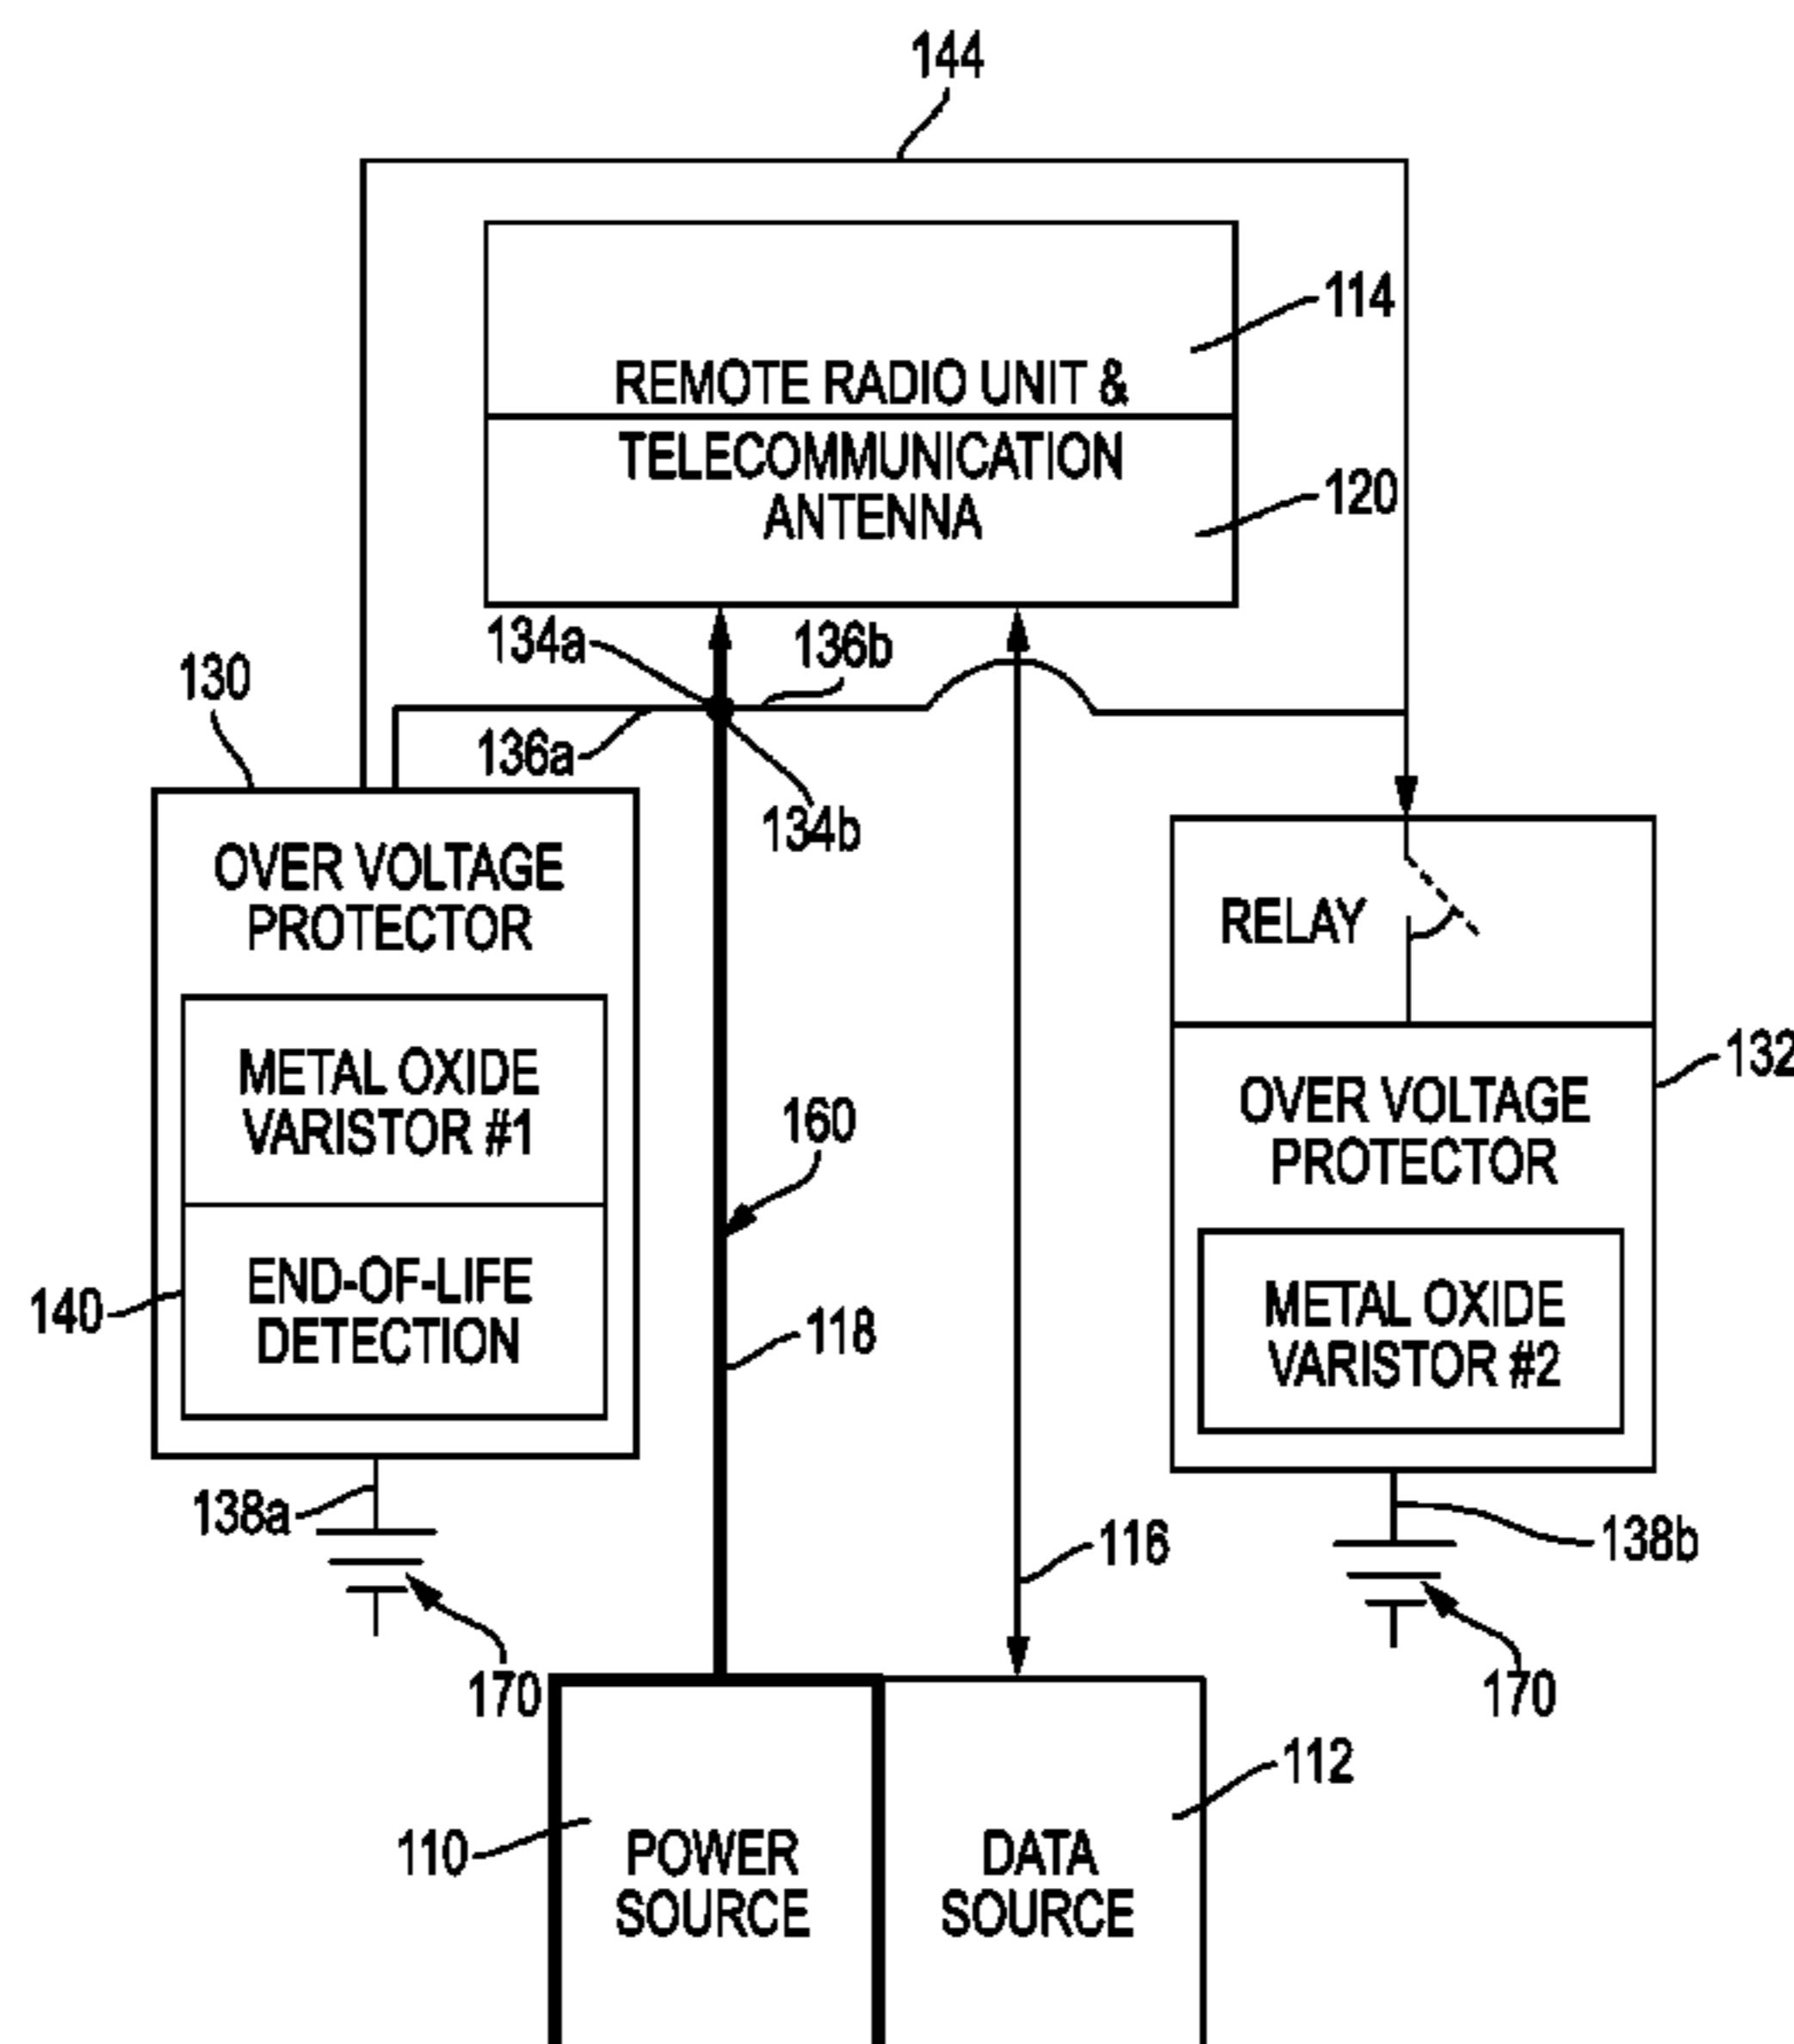 144
114
REMOTE RADIO UNIT &
TELECOMMUNICATION
ANTENNA
120
134a
136b
130
136a
134b
OVER VOLTAGE
PROTECTOR
RELAY
METAL OXIDE
VARISTOR #1
132
OVER VOLTAGE
PROTECTOR
160
END-OF-LIFE
DETECTION
140
118
METAL OXIDE
VARISTOR #2
138a
116
138b
170
170
112
110
POWER
SOURCE
DATA
SOURCE